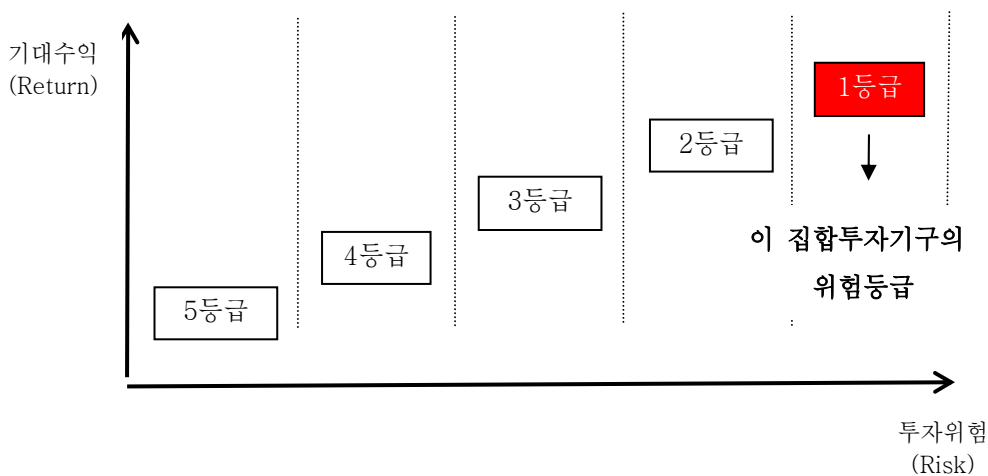 기대수익
(Return)
1등급
2등급
3등급
4등급
5등급
이 집합투자기구의
위험등급
투자위험
(Risk)